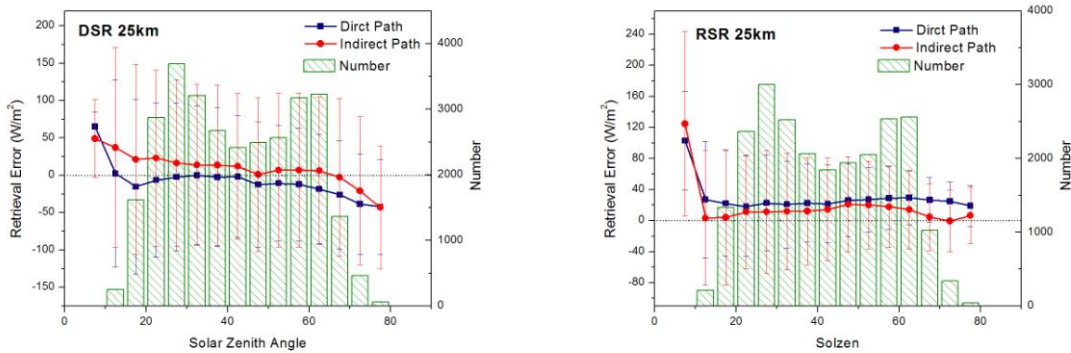 DSR 25km
Dirct Path
Indirect Path
Number
200
150
100
50
0
-50
-100
-150
Retrieval Error (W/m²)
4000
3000
2000
1000
0
Number
0 20 40 60 80
Solar Zenith Angle
RSR 25km
Dirct Path
Indirect Path
Number
240
200
160
120
80
40
0
-40
-80
Retrieval Error (W/m²)
4000
3000
2000
1000
0
Number
0 20 40 60 80
Solzen